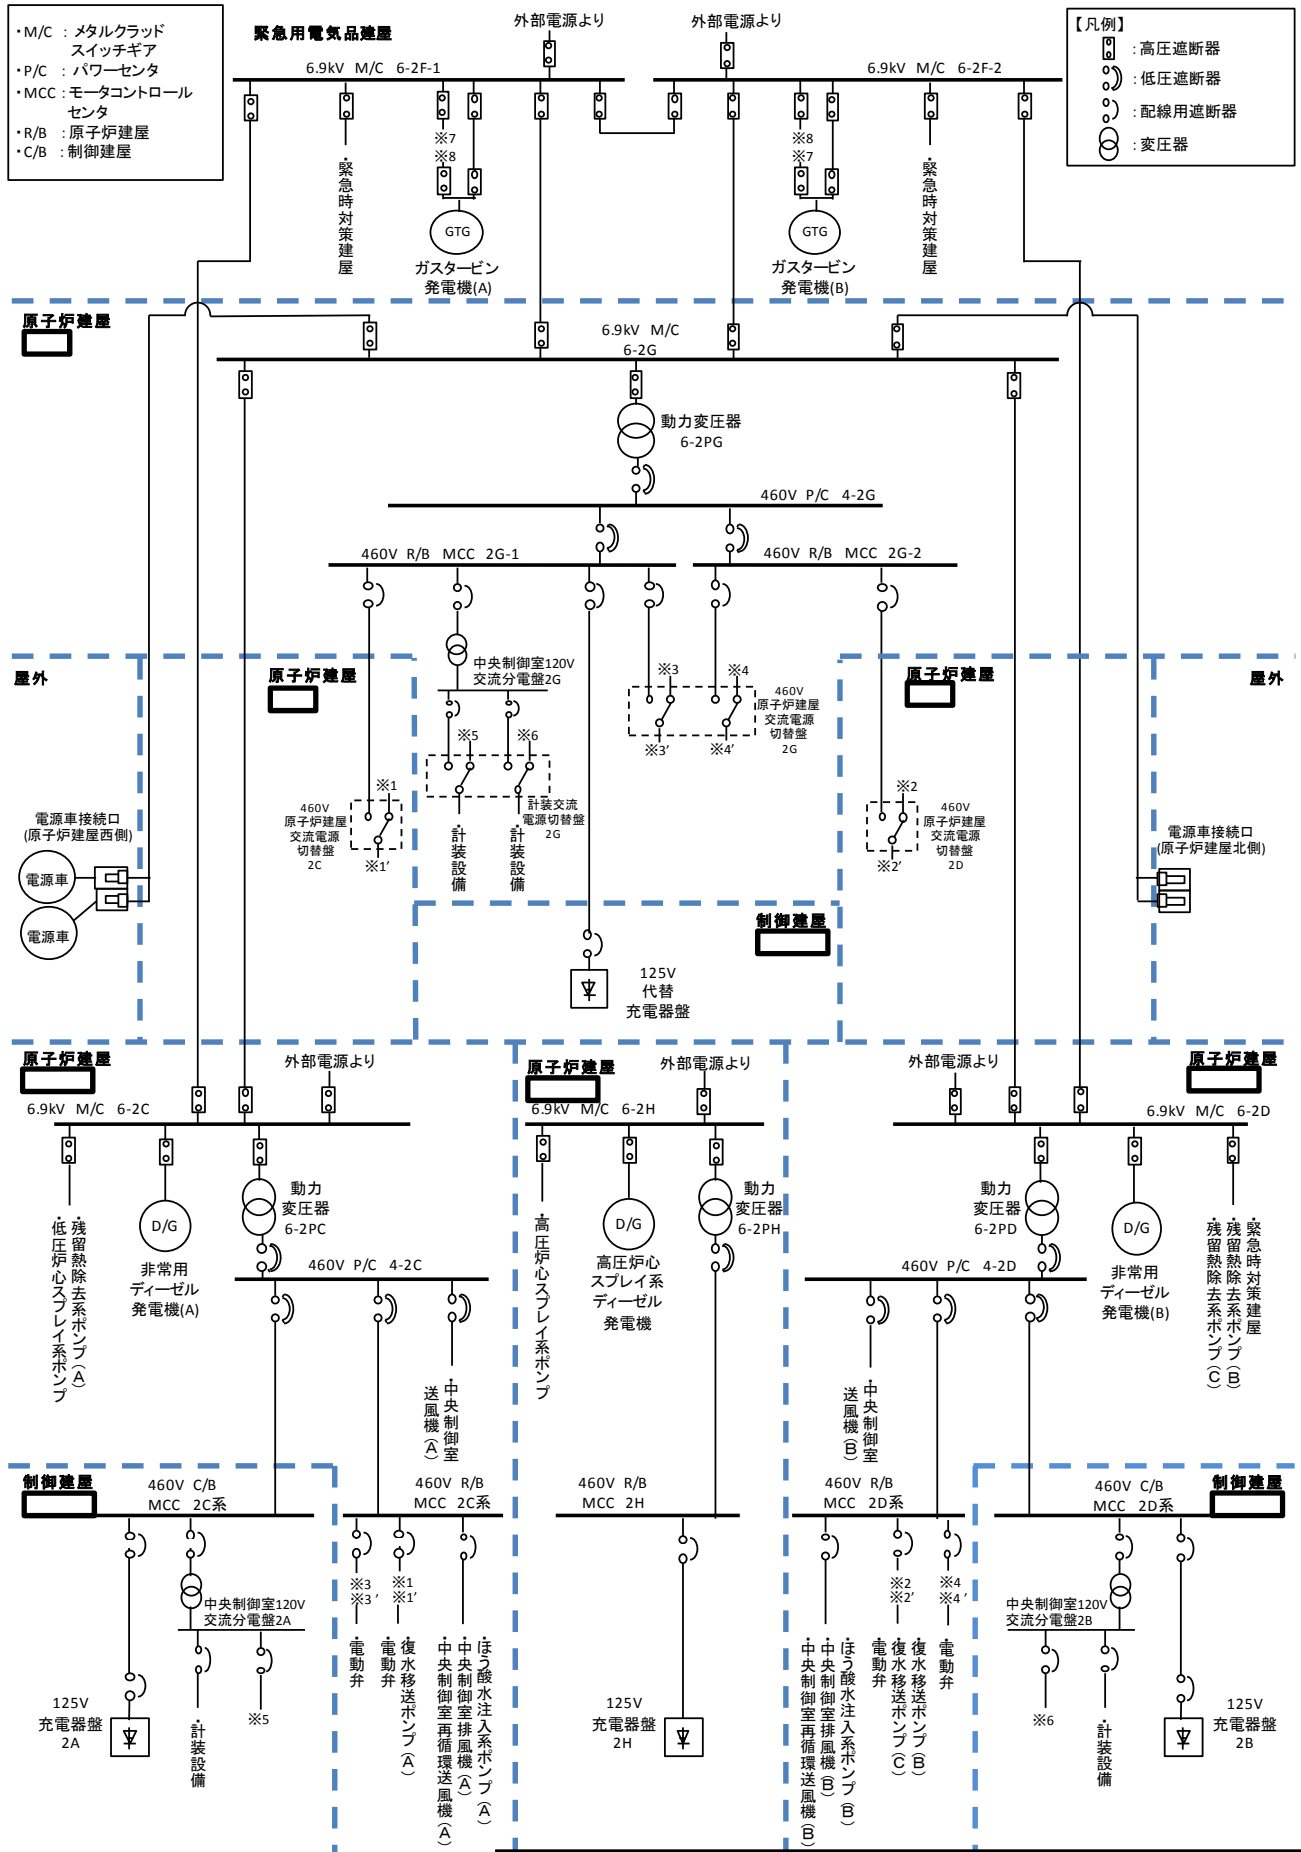 ・M/C : メタルクラッド
スイッチギア
・P/C : パワーセンタ
・MCC : モータコントロール
センタ
・R/B : 原子炉建屋
・C/B : 制御建屋
緊急用電気品建屋
外部電源より
外部電源より
【凡例】
: 高圧遮断器
: 低圧遮断器
: 配線用遮断器
: 変圧器
6.9kV M/C 6-2F-1
6.9kV M/C 6-2F-2
※7
※8
※8
※7
・緊急時対策建屋
・緊急時対策建屋
GTG
GTG
ガスタービン
発電機(A)
ガスタービン
発電機(B)
原子炉建屋
6.9kV M/C
6-2G
動力変圧器
6-2PG
460V P/C 4-2G
460V R/B MCC 2G-1
460V R/B MCC 2G-2
屋外
原子炉建屋
中央制御室120V
交流分電盤2G
※3
※4
460V
原子炉建屋
交流電源
切替盤
2G
※3'
※4'
原子炉建屋
屋外
※5
※6
※1
460V
原子炉建屋
交流電源
切替盤
2C
※1'
計装交流
電源切替盤
2G
・計装設備
・計装設備
※2
460V
原子炉建屋
交流電源
切替盤
2D
※2'
電源車接続口
(原子炉建屋西側)
電源車
電源車
電源車接続口
(原子炉建屋北側)
制御建屋
125V
代替
充電器盤
原子炉建屋
外部電源より
6.9kV M/C 6-2C
原子炉建屋
外部電源より
6.9kV M/C 6-2H
外部電源より
原子炉建屋
6.9kV M/C 6-2D
・残留熱除去系ポンプ(A)
・低圧炉心スプレイ系ポンプ
D/G
非常用
ディーゼル
発電機(A)
動力
変圧器
6-2PC
460V P/C 4-2C
・高圧炉心スプレイ系ポンプ
D/G
高圧炉心
スプレイ系
ディーゼル
発電機
動力
変圧器
6-2PH
動力
変圧器
6-2PD
460V P/C 4-2D
D/G
非常用
ディーゼル
発電機(B)
・緊急時対策建屋
・残留熱除去系ポンプ(B)
・残留熱除去系ポンプ(C)
・中央制御室
送風機(A)
・中央制御室
送風機(B)
制御建屋
460V C/B
MCC 2C系
460V R/B
MCC 2C系
460V R/B
MCC 2H
460V R/B
MCC 2D系
460V C/B
MCC 2D系
制御建屋
中央制御室120V
交流分電盤2A
125V
充電器盤
2A
・計装設備
※5
※3
※3'
・電動弁
※1
※1'
・復水移送ポンプ(A)
・電動弁
・ほう酸水注入系ポンプ(A)
・中央制御室排風機(A)
・中央制御室再循環送風機(A)
125V
充電器盤
2H
・ほう酸水注入系ポンプ(B)
・中央制御室排風機(B)
・中央制御室再循環送風機(B)
※2
※2'
・復水移送ポンプ(B)
・復水移送ポンプ(C)
・電動弁
※4
※4'
・電動弁
中央制御室120V
交流分電盤2B
※6
・計装設備
125V
充電器盤
2B